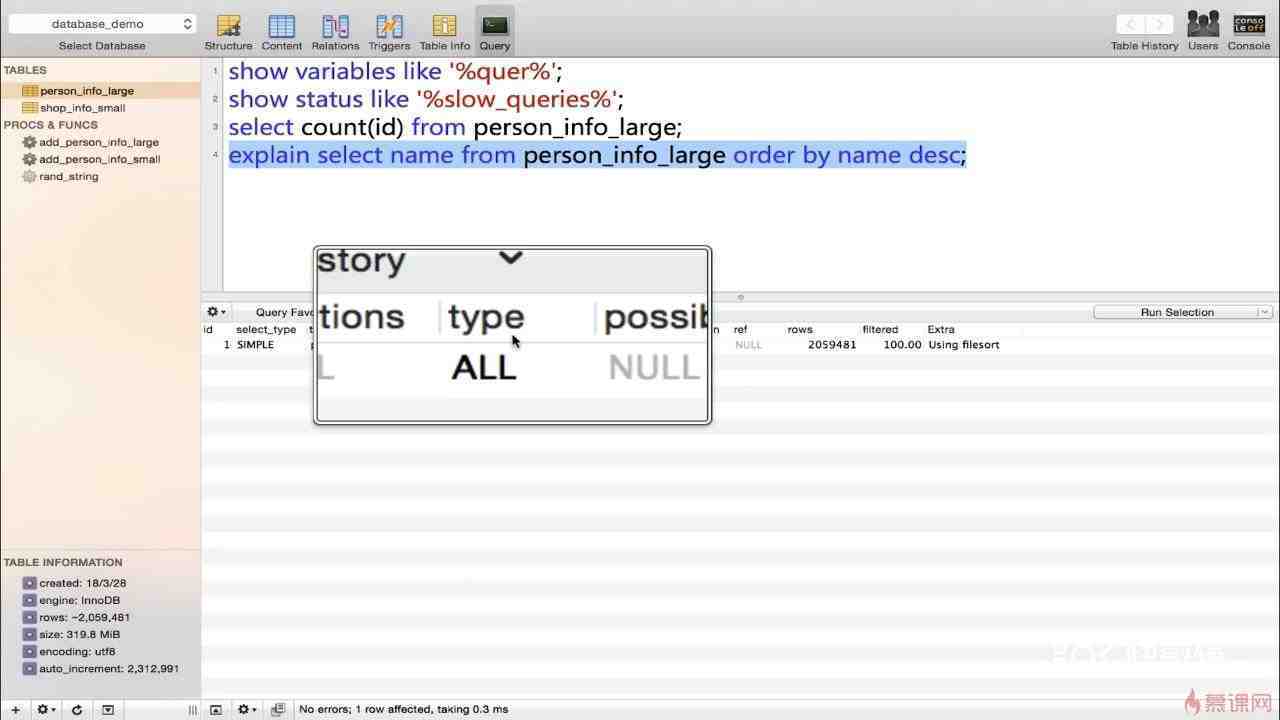 database_demo
Select Database
Structure
Content
Relations
Triggers
Table Info
Query
Table History
Users
Console
conso
le off
TABLES
person_info_large
shop_info_small
PROCS & FUNCS
add_person_info_large
add_person_info_small
rand_string
1 show variables like '%quer%';
2 show status like '%slow_queries%';
3 select count(id) from person_info_large;
4 explain select name from person_info_large order by name desc;
story
tions type possib
L ALL NULL
Query Favo
Run Selection
id select_type t n ref rows filtered Extra
1 SIMPLE NULL 2059481 100.00 Using filesort
TABLE INFORMATION
created: 18/3/28
engine: InnoDB
rows: ~2,059,481
size: 319.8 MiB
encoding: utf8
auto_increment: 2,312,991
No errors; 1 row affected, taking 0.3 ms
慕课网